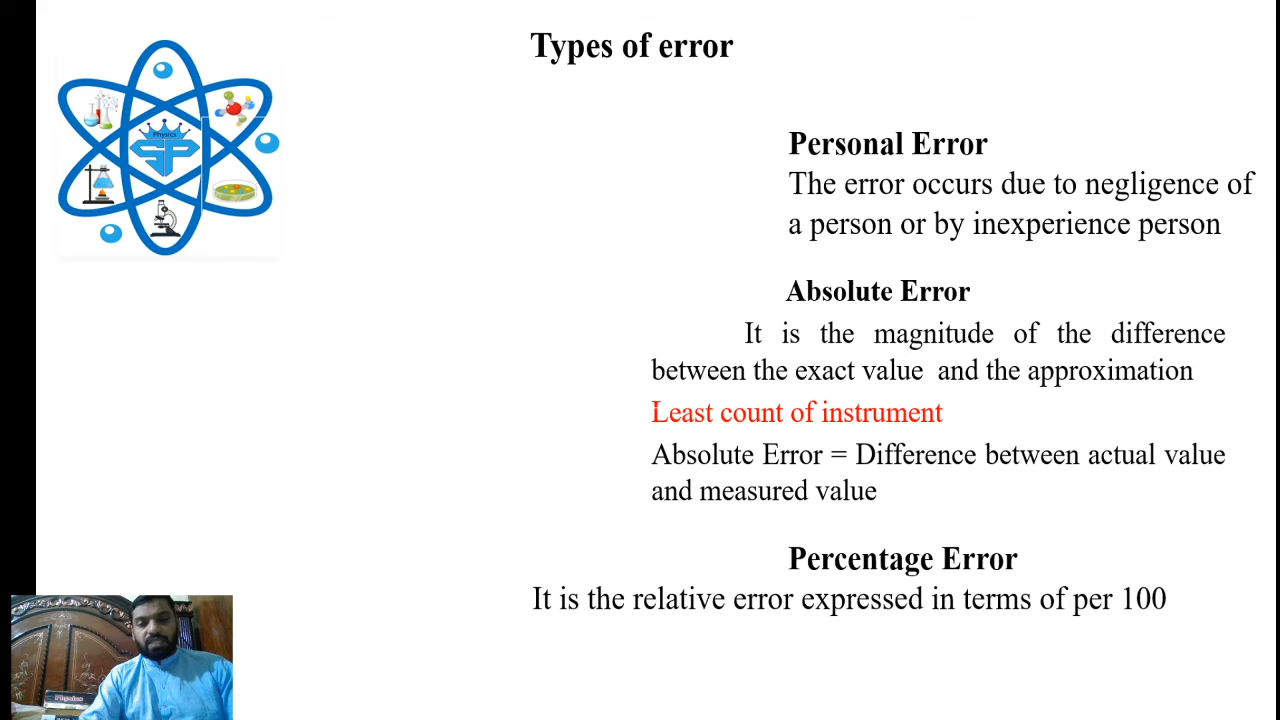 Types of error
Physics
SP
Personal Error
The error occurs due to negligence of
a person or by inexperience person
Absolute Error
It is the magnitude of the difference
between the exact value and the approximation
Least count of instrument
Absolute Error = Difference between actual value
and measured value
Percentage Error
It is the relative error expressed in terms of per 100
Physics